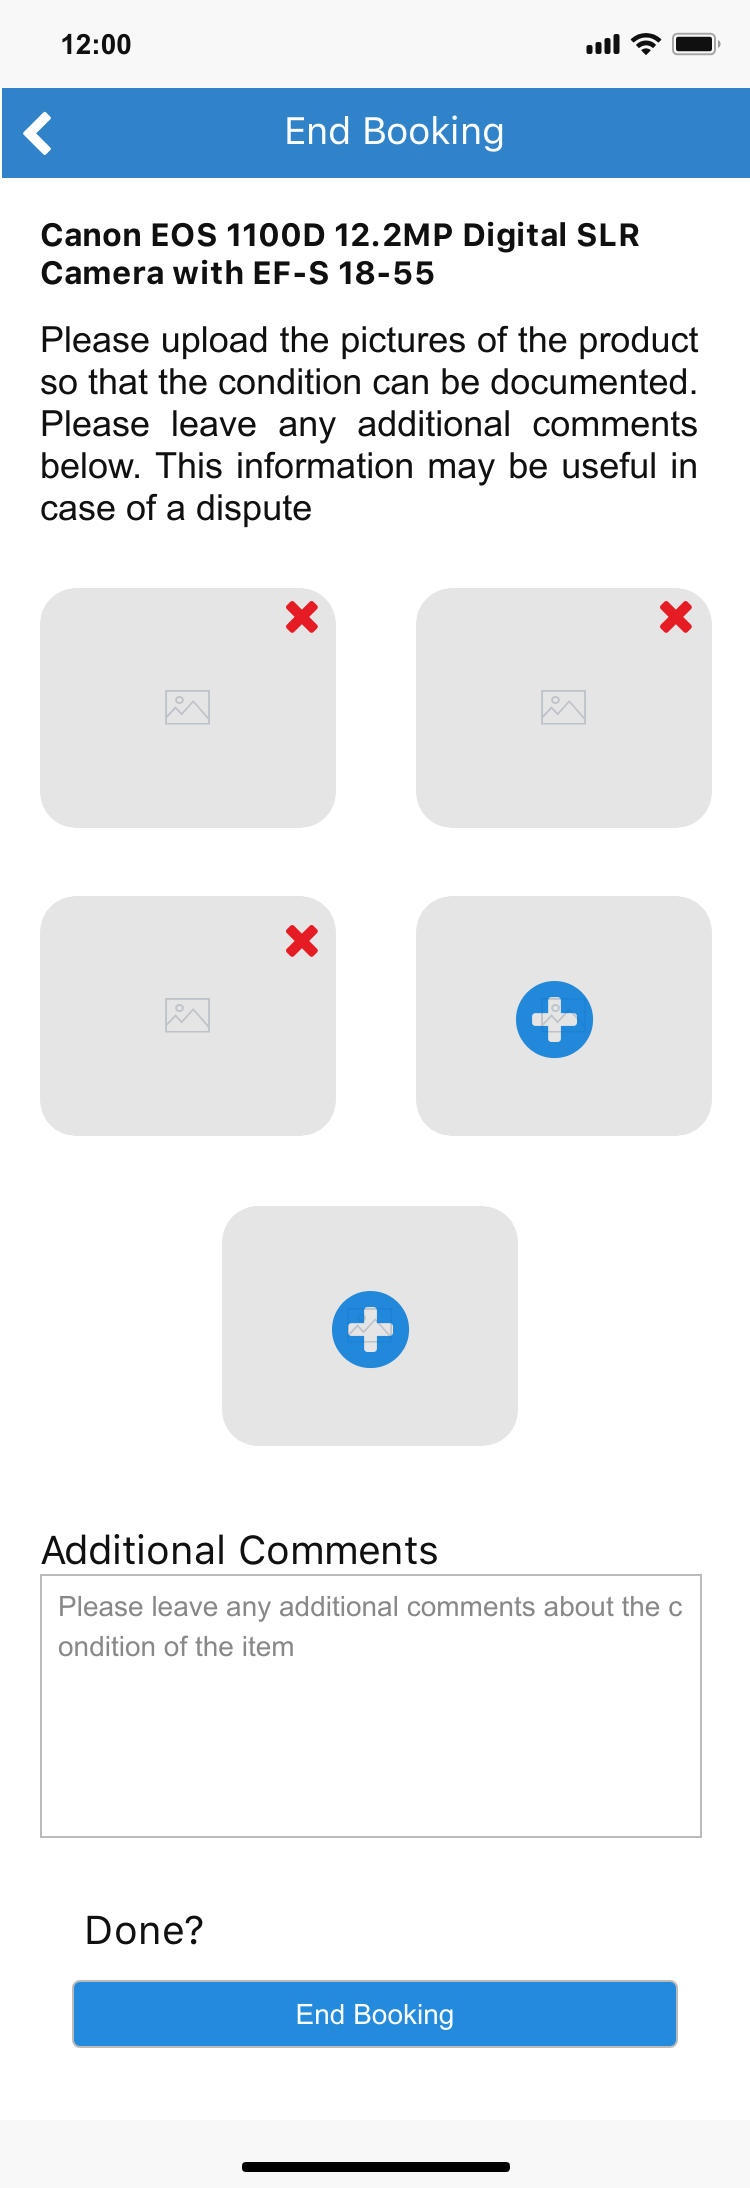 12:00
End Booking
Canon EOS 1100D 12.2MP Digital SLR
Camera with EF-S 18-55
Please upload the pictures of the product
so that the condition can be documented.
Please leave any additional comments
below. This information may be useful in
case of a dispute
Additional Comments
Please leave any additional comments about the c
ondition of the item
Done?
End Booking